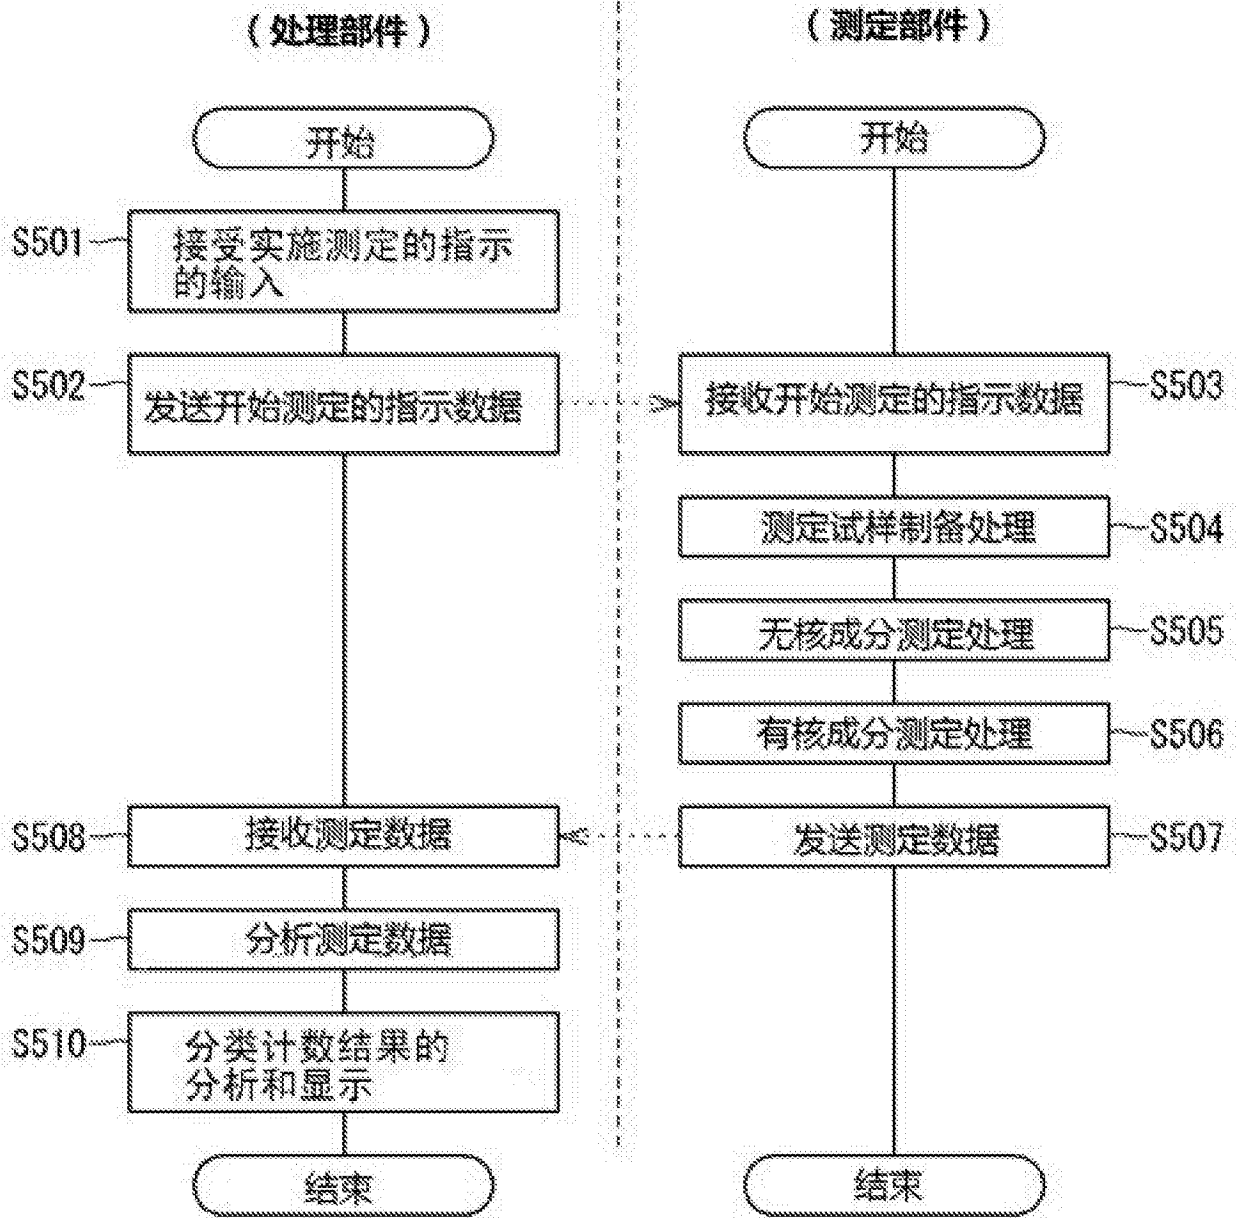 （处理部件）
（测定部件）
开始
开始
S501
接受实施测定的指示
的输入
S502
发送开始测定的指示数据
接收开始测定的指示数据
S503
测定试样制备处理
S504
无核成分测定处理
S505
有核成分测定处理
S506
S508
接收测定数据
发送测定数据
S507
S509
分析测定数据
S510
分类计数结果的
分析和显示
结束
结束